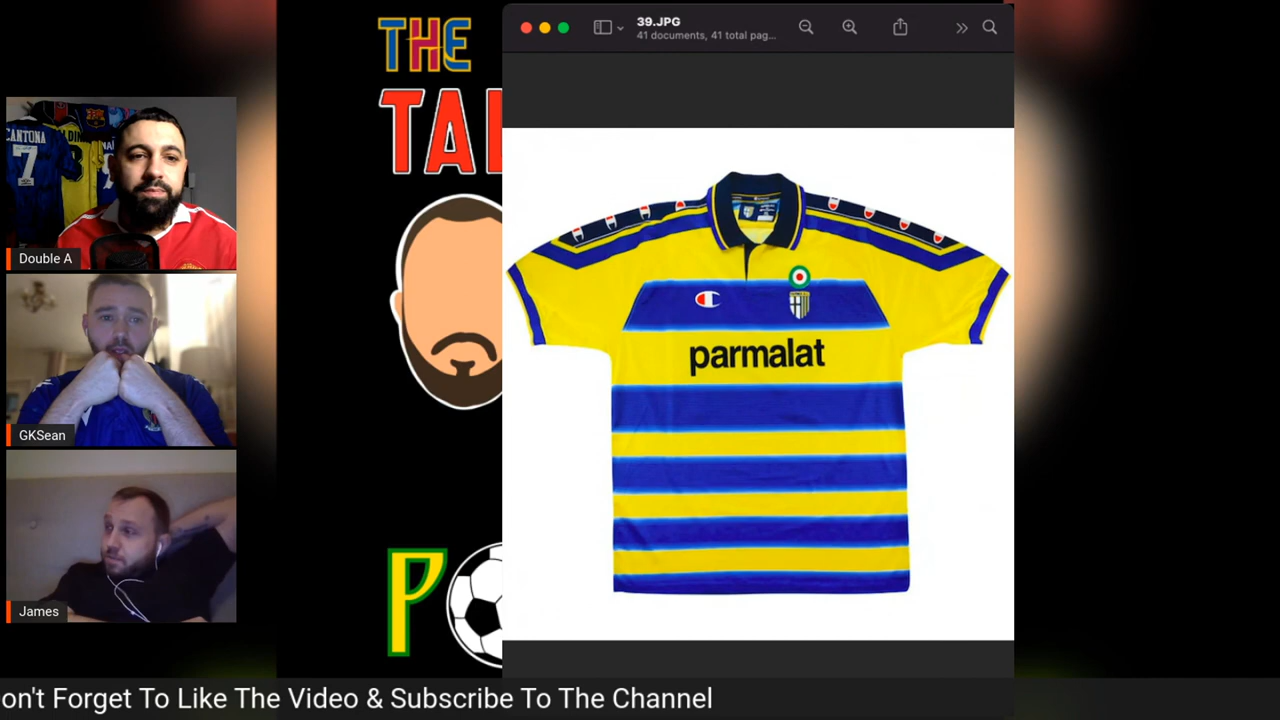 THE
TAL
39.JPG
41 documents, 41 total pag...
CANTONA
7
Double A
GKSean
James
parmalat
P
on't Forget To Like The Video & Subscribe To The Channel